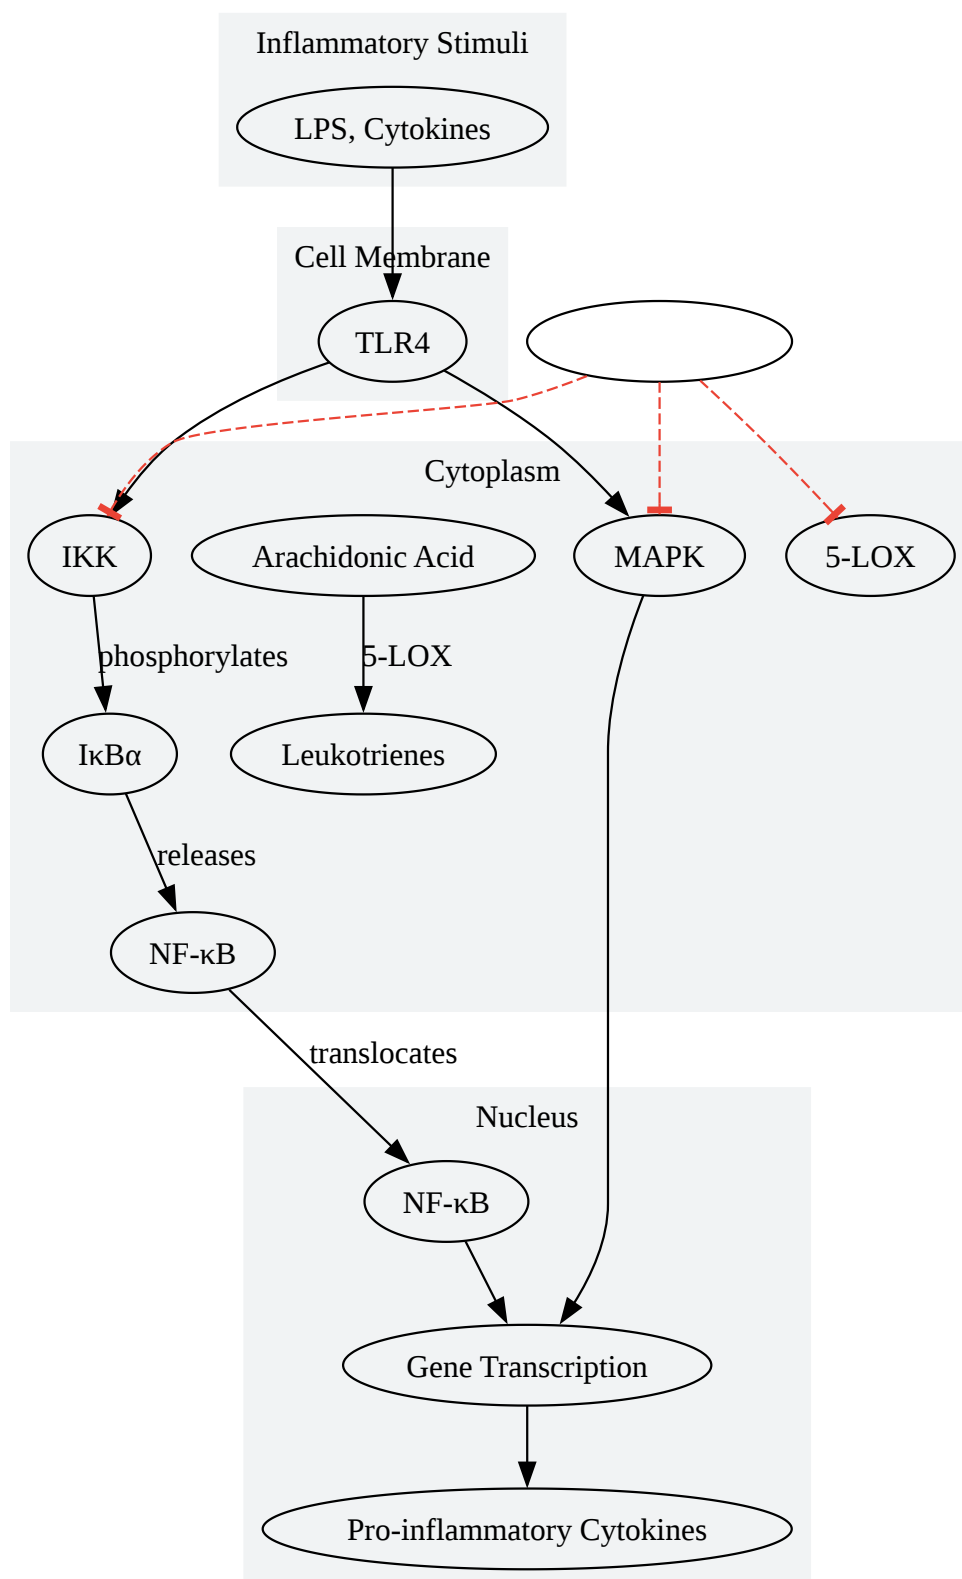 Inflammatory Stimuli
LPS, Cytokines
Cell Membrane
TLR4
Cytoplasm
IKK
Arachidonic Acid
MAPK
5-LOX
phosphorylates
5-LOX
IκBα
Leukotrienes
releases
NF-κB
translocates
Nucleus
NF-κB
Gene Transcription
Pro-inflammatory Cytokines